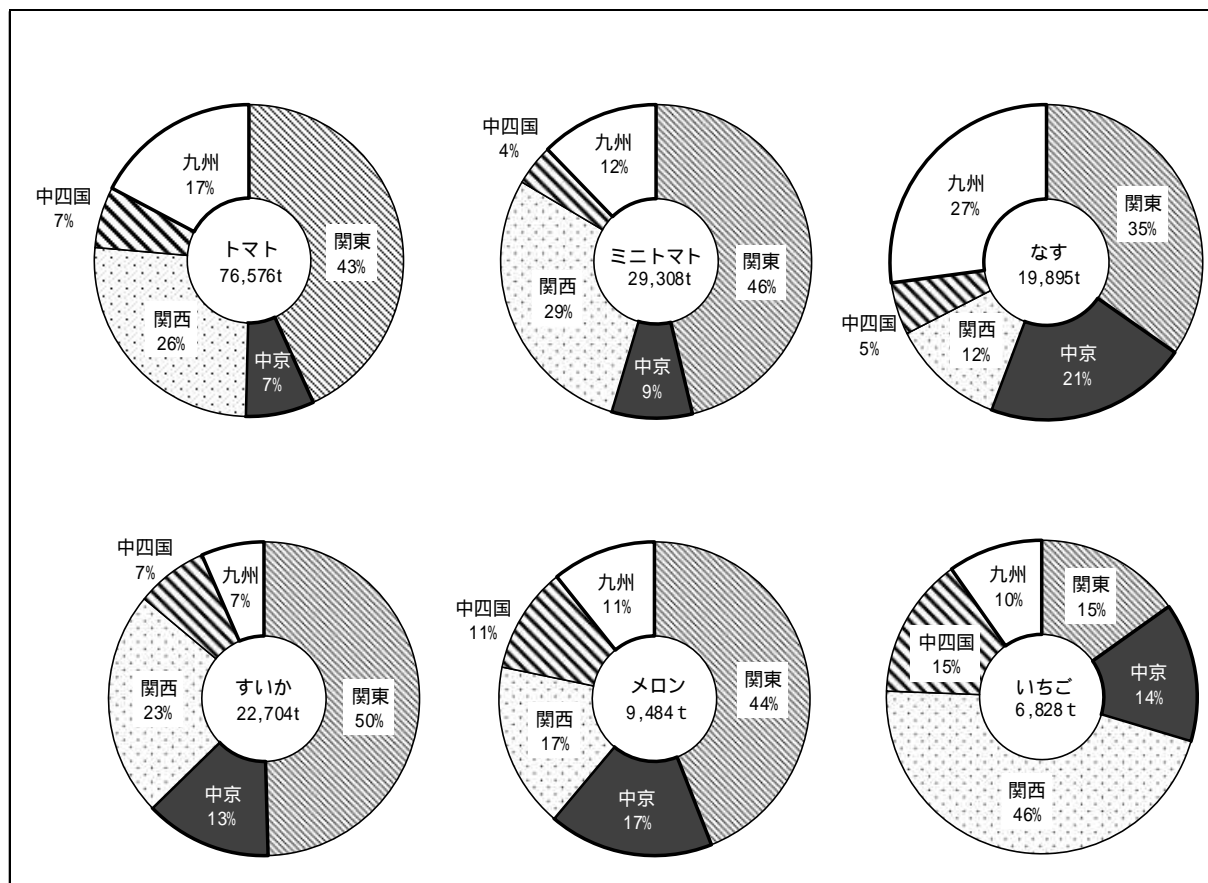 トマト
76,576t
関東
43%
中京
7%
関西
26%
中四国
7%
九州
17%
ミニトマト
29,308t
関東
46%
中京
9%
関西
29%
中四国
4%
九州
12%
なす
19,895t
関東
35%
中京
21%
関西
12%
中四国
5%
九州
27%
すいか
22,704t
関東
50%
中京
13%
関西
23%
中四国
7%
九州
7%
メロン
9,484ｔ
関東
44%
中京
17%
関西
17%
中四国
11%
九州
11%
いちご
6,828ｔ
関東
15%
中京
14%
関西
46%
中四国
15%
九州
10%